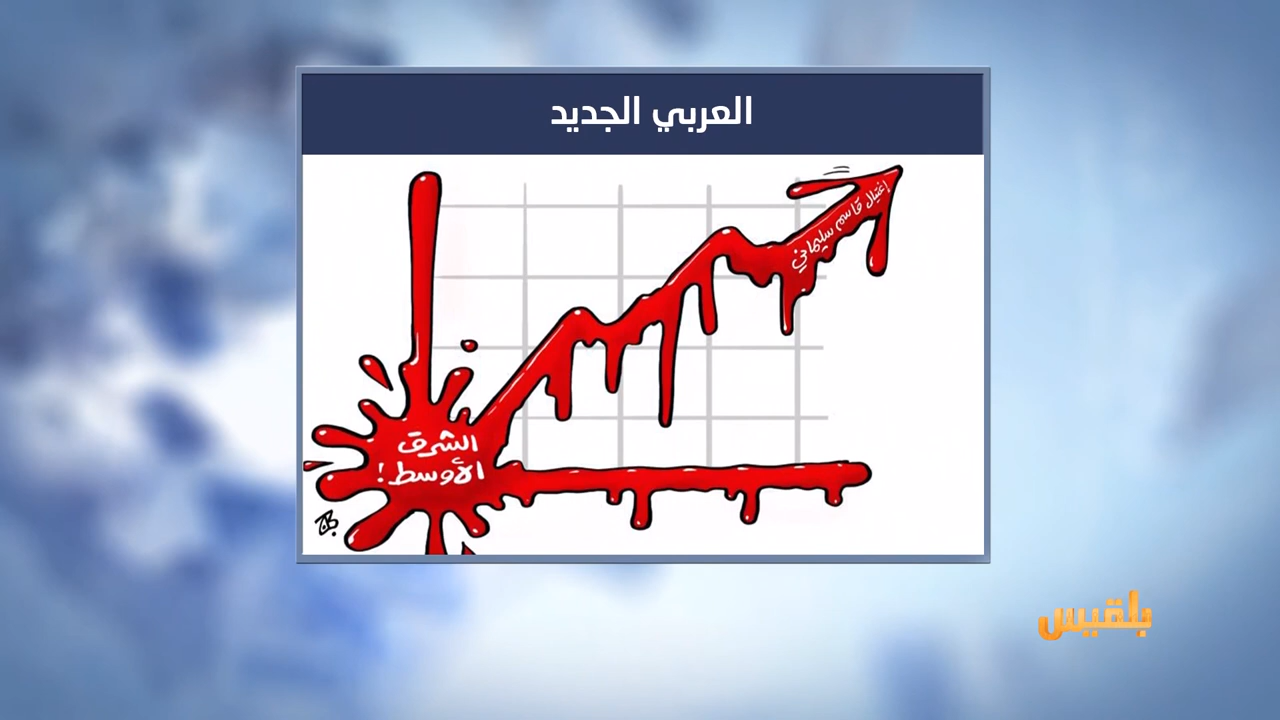 العربي الجديد
إغتيال قاسم سليماني
الشرق
الأوسط!
بلقيس